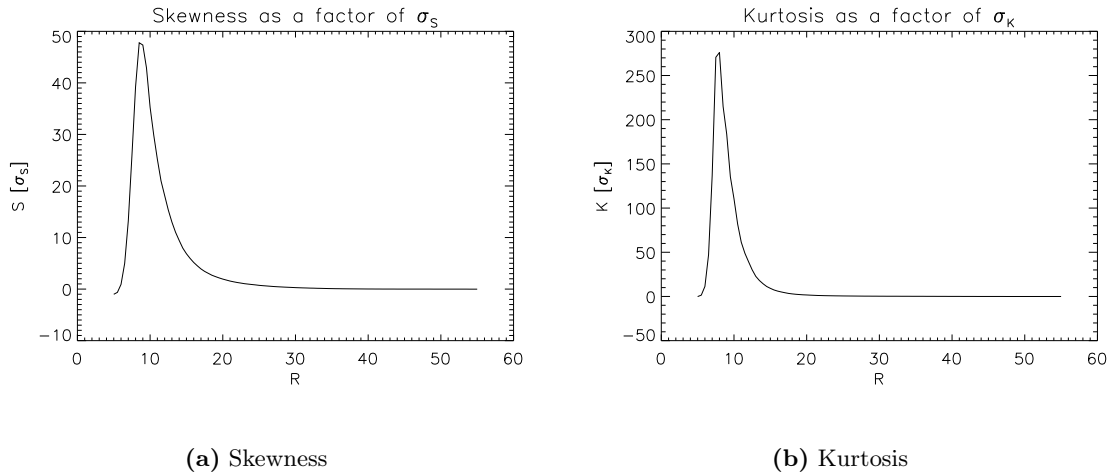 Skewness as a factor of σS
50
40
30
20
10
0
−10
S [σS]
0 10 20 30 40 50 60
R
(a) Skewness
Kurtosis as a factor of σK
300
250
200
150
100
50
0
−50
K [σK]
0 10 20 30 40 50 60
R
(b) Kurtosis